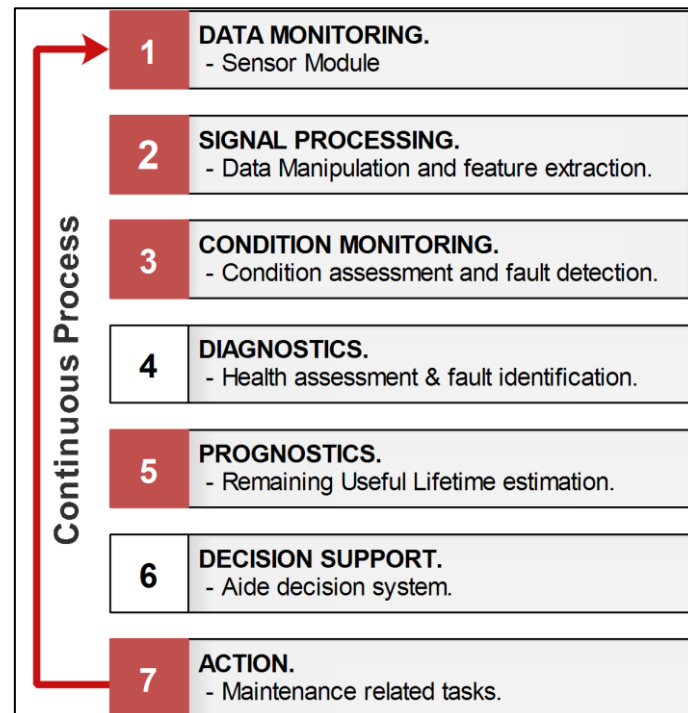 Continuous Process
1
DATA MONITORING.
- Sensor Module
2
SIGNAL PROCESSING.
- Data Manipulation and feature extraction.
3
CONDITION MONITORING.
- Condition assessment and fault detection.
4
DIAGNOSTICS.
- Health assessment & fault identification.
5
PROGNOSTICS.
- Remaining Useful Lifetime estimation.
6
DECISION SUPPORT.
- Aide decision system.
7
ACTION.
- Maintenance related tasks.